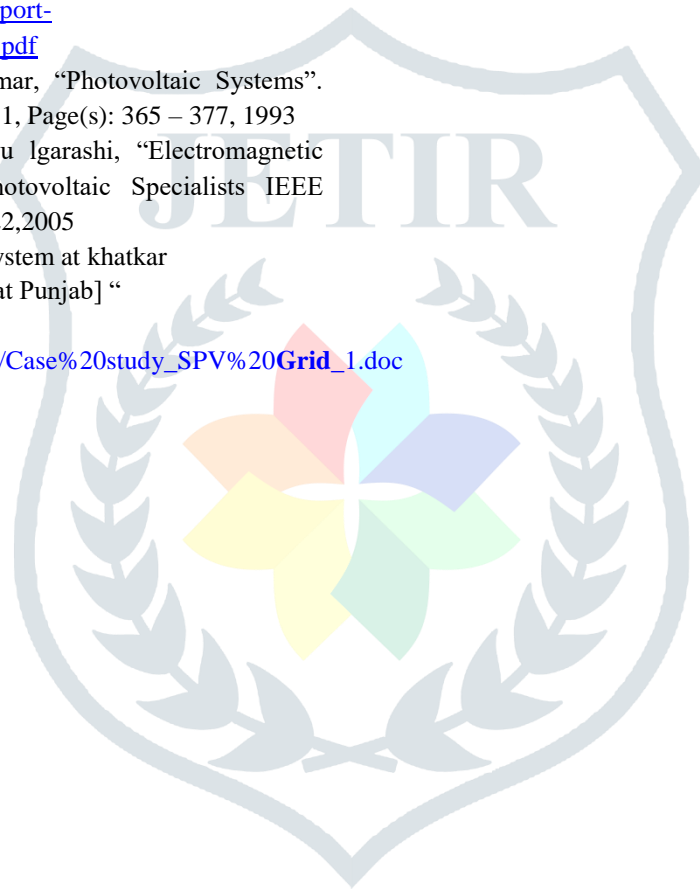 port-
pdf
mar, “Photovoltaic Systems”.
1, Page(s): 365 – 377, 1993
u lgarashi, “Electromagnetic
hotovoltaic Specialists IEEE
2,2005
ystem at khatkar
at Punjab] “
/Case%20study_SPV%20Grid_1.doc
JETIR